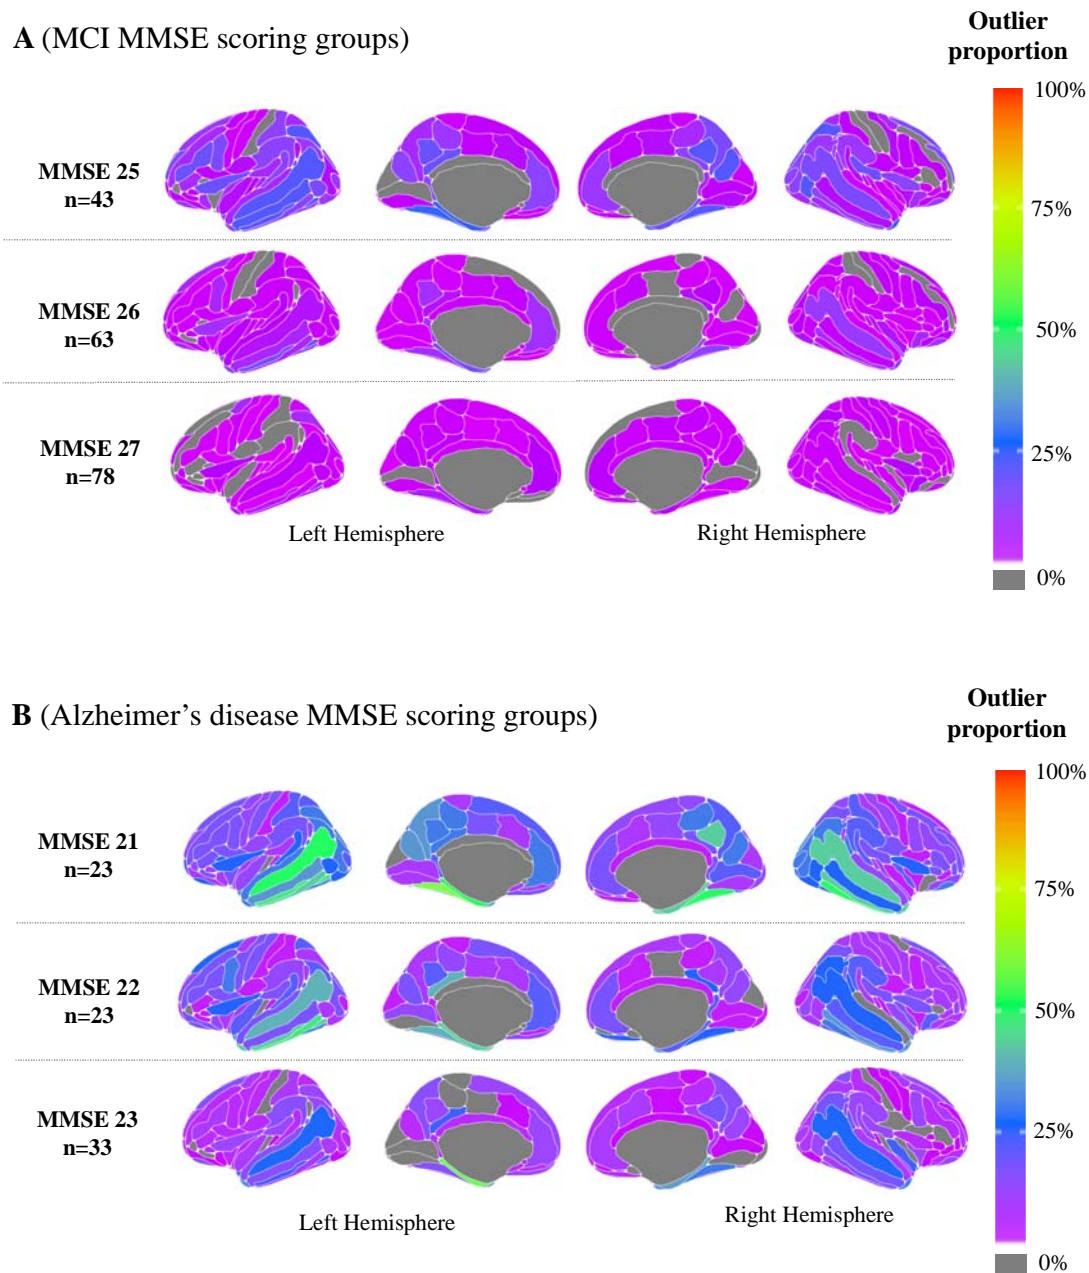 A (MCI MMSE scoring groups)
Outlier
proportion
100%
75%
50%
25%
0%
MMSE 25
n=43
MMSE 26
n=63
MMSE 27
n=78
Left Hemisphere
Right Hemisphere
B (Alzheimer’s disease MMSE scoring groups)
Outlier
proportion
100%
75%
50%
25%
0%
MMSE 21
n=23
MMSE 22
n=23
MMSE 23
n=33
Left Hemisphere
Right Hemisphere